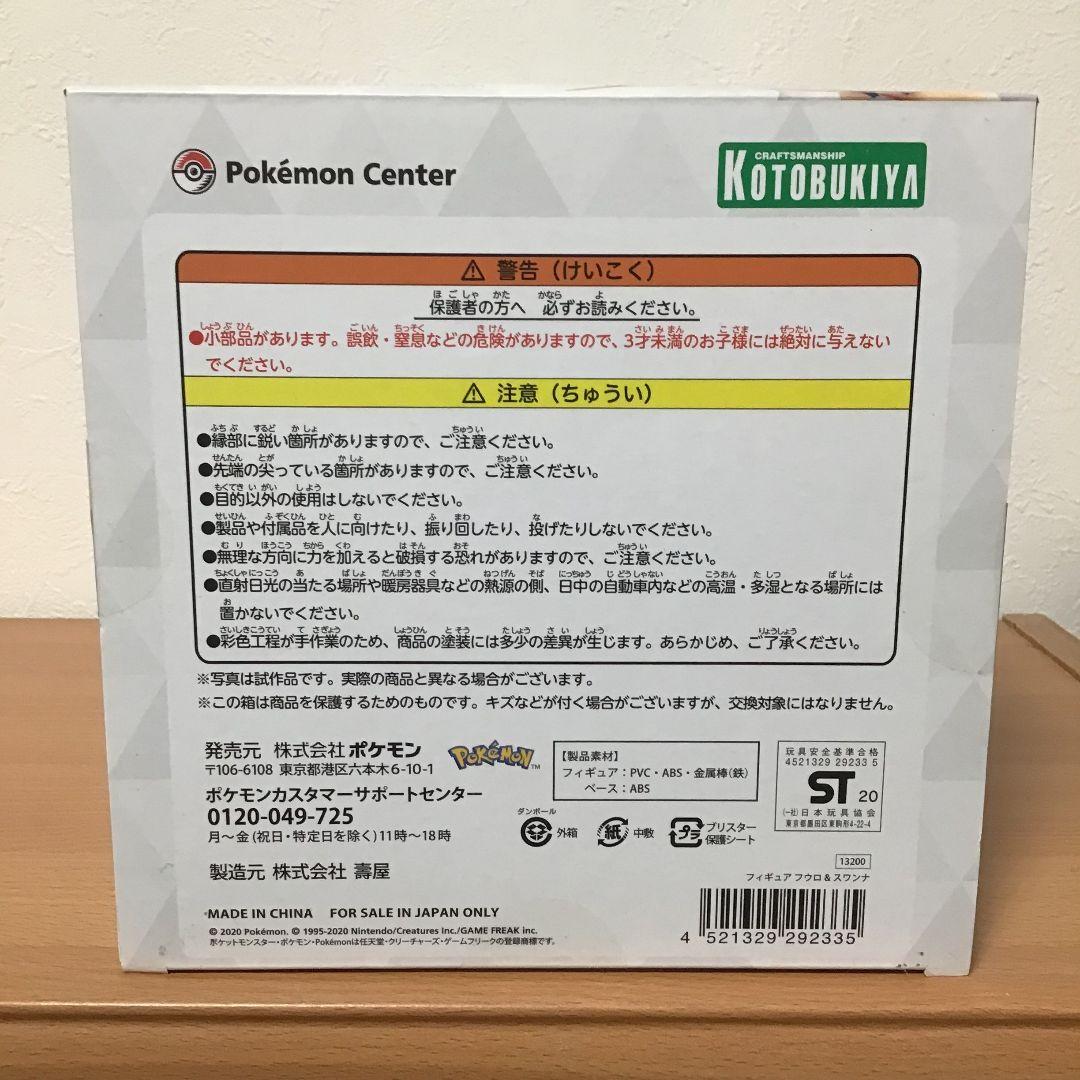 Pokémon Center
CRAFTSMANSHIP
KOTOBUKIYA
⚠ 警告（けいこく）
保護者の方へ 必ずお読みください。
●小部品があります。誤飲・窒息などの危険がありますので、3才未満のお子様には絶対に与えない
でください。
⚠ 注意（ちゅうい）
●縁部に鋭い箇所がありますので、ご注意ください。
●先端の尖っている箇所がありますので、ご注意ください。
●目的以外の使用はしないでください。
●製品や付属品を人に向けたり、振り回したり、投げたりしないでください。
●無理な方向に力を加えると破損する恐れがありますので、ご注意ください。
●直射日光の当たる場所や暖房器具などの熱源の側、日中の自動車内などの高温・多湿となる場所には
置かないでください。
●彩色工程が手作業のため、商品の塗装には多少の差異が生じます。あらかじめ、ご了承ください。
※写真は試作品です。実際の商品と異なる場合がございます。
※この箱は商品を保護するためのものです。キズなどが付く場合がございますが、交換対象にはなりません。
発売元 株式会社ポケモン
〒106-6108 東京都港区六本木6-10-1
POKéMON™
ポケモンカスタマーサポートセンター
0120-049-725
月～金(祝日・特定日を除く)11時～18時
製造元 株式会社 壽屋
【製品素材】
フィギュア：PVC・ABS・金属棒(鉄)
ベース：ABS
玩具安全基準合格
4521329 29233 5
ST 20
(一社)日本玩具協会
東京都墨田区東駒形4-22-4
ダンボール
外箱
紙 中敷
プラ ブリスター
保護シート
13200
フィギュア フウロ & スワンナ
4 521329 292335
MADE IN CHINA FOR SALE IN JAPAN ONLY
© 2020 Pokémon. © 1995-2020 Nintendo/Creatures Inc./GAME FREAK inc.
ポケットモンスター・ポケモン・Pokémonは任天堂・クリーチャーズ・ゲームフリークの登録商標です。